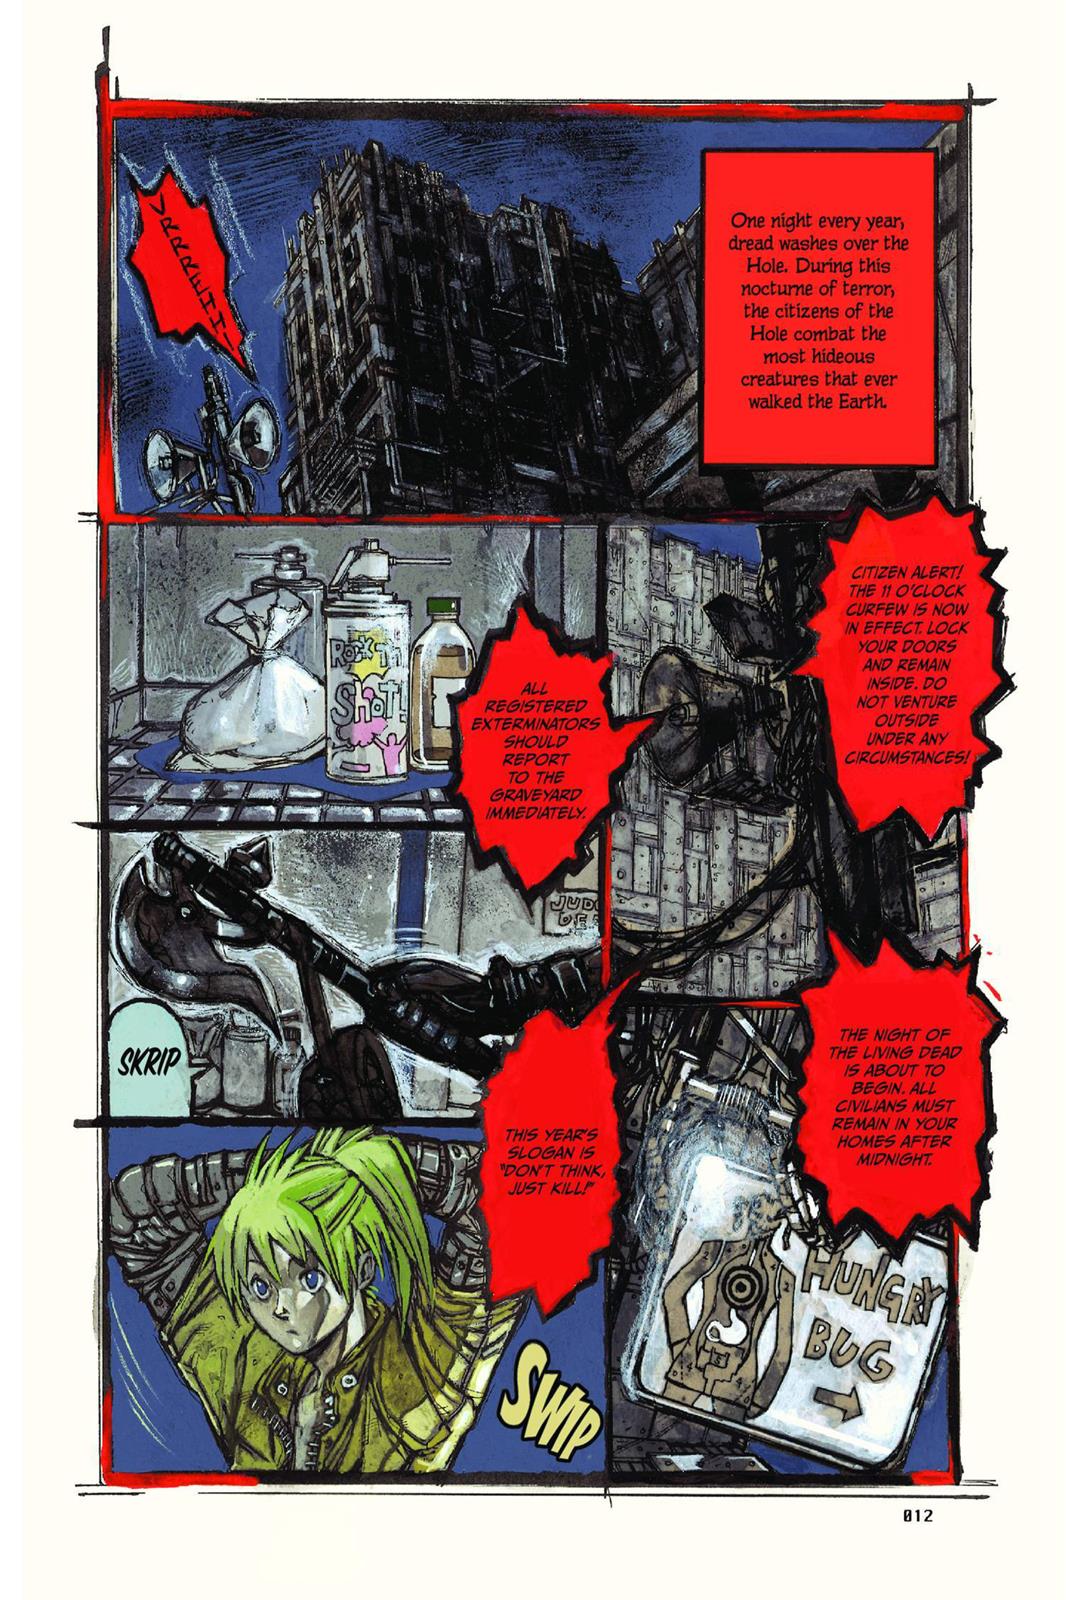 VRRREEII!
One night every year,
dread washes over the
Hole. During this
nocturne of terror,
the citizens of the
Hole combat the
most hideous
creatures that ever
walked the Earth.
CITIZEN ALERT!
THE 11 O'CLOCK
CURFEW IS NOW
IN EFFECT. LOCK
YOUR DOORS
AND REMAIN
INSIDE. DO
NOT VENTURE
OUTSIDE
UNDER ANY
CIRCUMSTANCES!
ALL
REGISTERED
EXTERMINATORS
SHOULD
REPORT
TO THE
GRAVEYARD
IMMEDIATELY.
SHOT!
SKRIP
THE NIGHT OF
THE LIVING DEAD
IS ABOUT TO
BEGIN. ALL
CIVILIANS MUST
REMAIN IN YOUR
HOMES AFTER
MIDNIGHT.
THIS YEAR'S
SLOGAN IS
"DON'T THINK,
JUST KILL!"
SWIP
HUNGRY
BUG
012